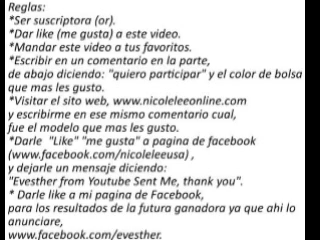 Reglas:
*Ser suscriptora (or).
*Dar like (me gusta) a este video.
*Mandar este video a tus favoritos.
*Escribir en un comentario en la parte,
de abajo diciendo: "quiero participar" y el color de bolsa
que mas les gusto.
*Visitar el sito web, www.nicoleleeonline.com
y escribirme en ese mismo comentario cual,
fue el modelo que mas les gusto.
*Darle "Like" "me gusta" a pagina de facebook
(www.facebook.com/nicoleleeusa) ,
y dejarle un mensaje diciendo:
"Evesther from Youtube Sent Me, thank you".
* Darle like a mi pagina de Facebook,
para los resultados de la futura ganadora ya que ahi lo
anunciare,
www.facebook.com/evesther.